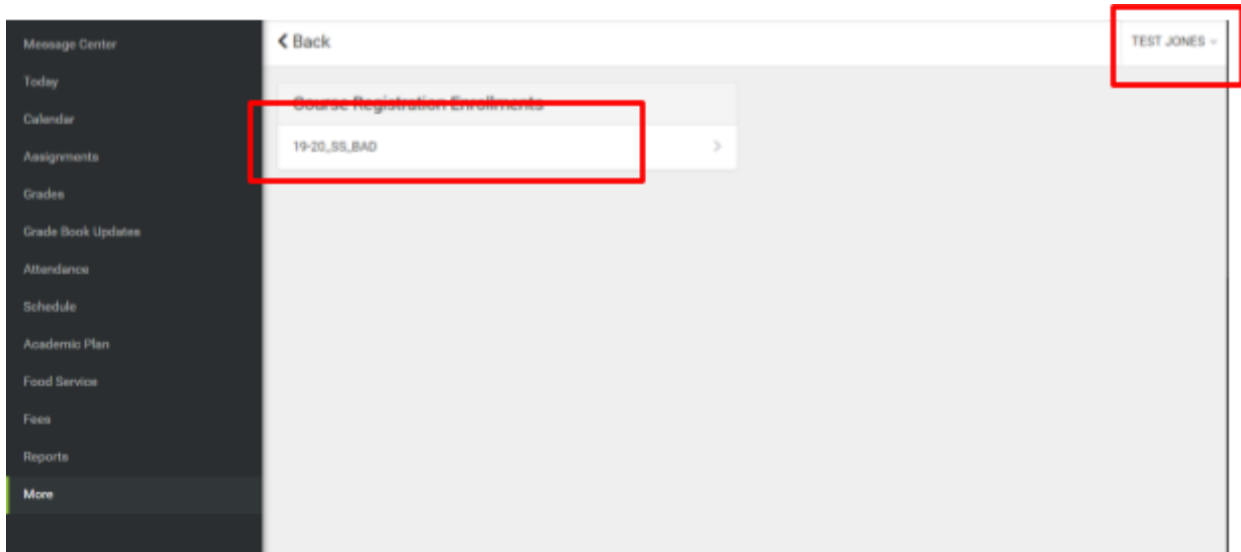 Message Center
Today
Calendar
Assignments
Grades
Grade Book Updates
Attendance
Schedule
Academic Plan
Food Service
Fees
Reports
More
Back
TEST JONES
Course Registration Enrollments
19-20_SS_BAD